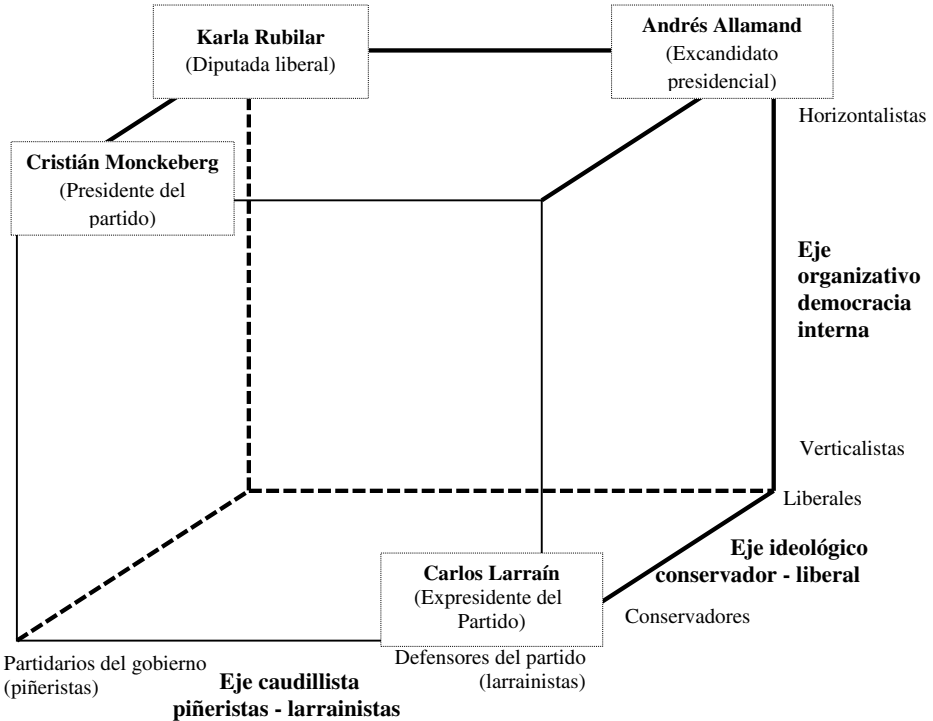 Karla Rubilar
(Diputada liberal)
Andrés Allamand
(Excandidato
presidencial)
Horizontalistas
Cristián Monckeberg
(Presidente del
partido)
Eje
organizativo
democracia
interna
Verticalistas
Liberales
Eje ideológico
conservador - liberal
Carlos Larraín
(Expresidente del
Partido)
Conservadores
Partidarios del gobierno
(piñeristas)
Defensores del partido
(larrainistas)
Eje caudillista
piñeristas - larrainistas